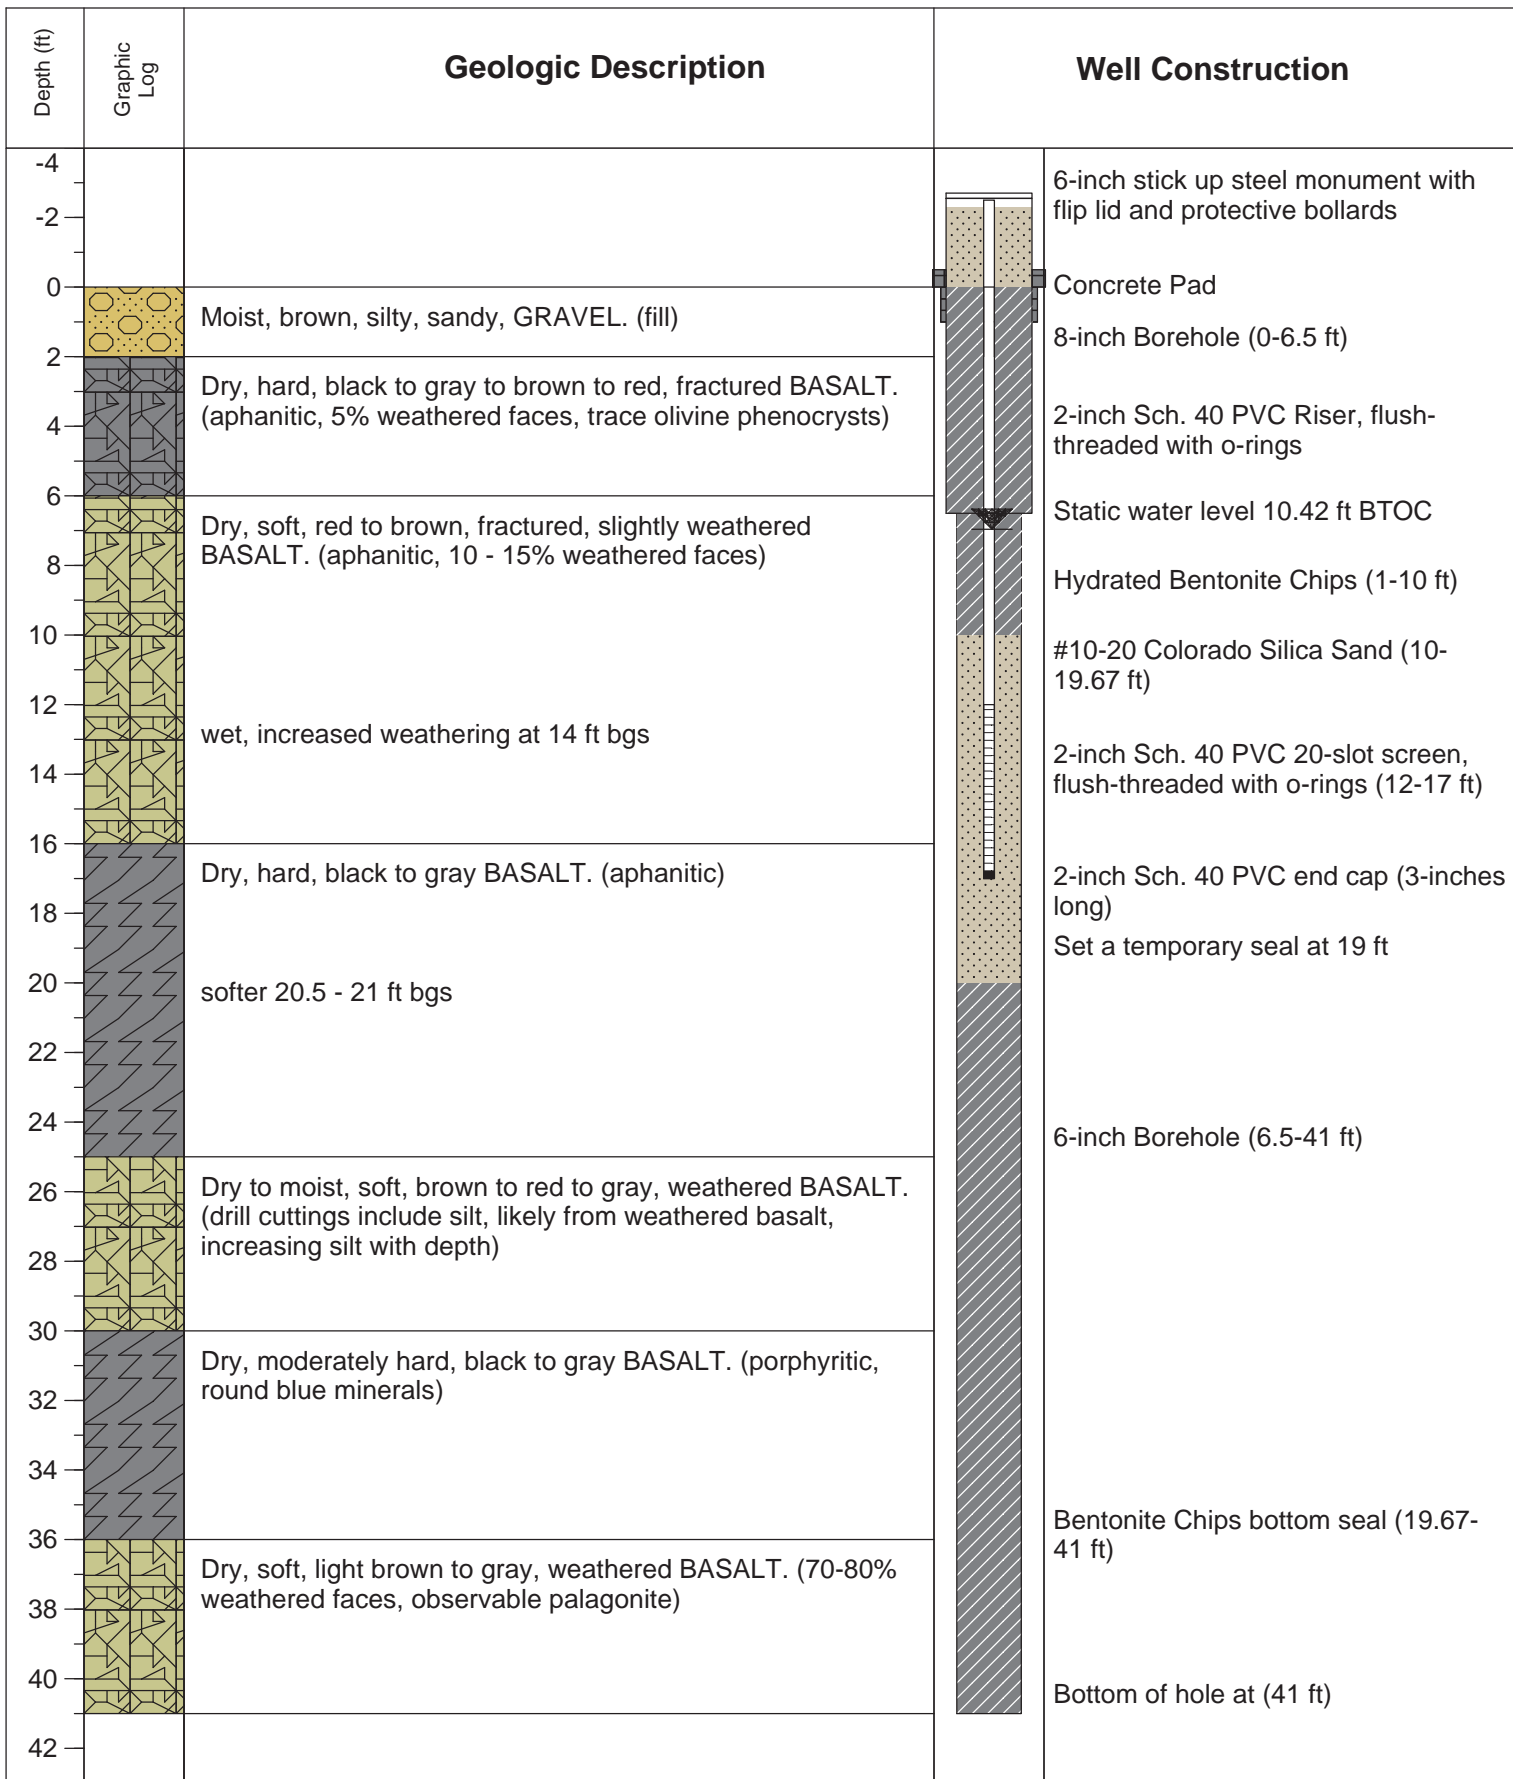 Depth (ft)
Graphic
Log
Geologic Description
Well Construction
-4
-2
0
2
4
6
8
10
12
14
16
18
20
22
24
26
28
30
32
34
36
38
40
42
Moist, brown, silty, sandy, GRAVEL. (fill)
Dry, hard, black to gray to brown to red, fractured BASALT.
(aphanitic, 5% weathered faces, trace olivine phenocrysts)
Dry, soft, red to brown, fractured, slightly weathered
BASALT. (aphanitic, 10 - 15% weathered faces)
wet, increased weathering at 14 ft bgs
Dry, hard, black to gray BASALT. (aphanitic)
softer 20.5 - 21 ft bgs
Dry to moist, soft, brown to red to gray, weathered BASALT.
(drill cuttings include silt, likely from weathered basalt,
increasing silt with depth)
Dry, moderately hard, black to gray BASALT. (porphyritic,
round blue minerals)
Dry, soft, light brown to gray, weathered BASALT. (70-80%
weathered faces, observable palagonite)
6-inch stick up steel monument with
flip lid and protective bollards
Concrete Pad
8-inch Borehole (0-6.5 ft)
2-inch Sch. 40 PVC Riser, flush-
threaded with o-rings
Static water level 10.42 ft BTOC
Hydrated Bentonite Chips (1-10 ft)
#10-20 Colorado Silica Sand (10-
19.67 ft)
2-inch Sch. 40 PVC 20-slot screen,
flush-threaded with o-rings (12-17 ft)
2-inch Sch. 40 PVC end cap (3-inches
long)
Set a temporary seal at 19 ft
6-inch Borehole (6.5-41 ft)
Bentonite Chips bottom seal (19.67-
41 ft)
Bottom of hole at (41 ft)